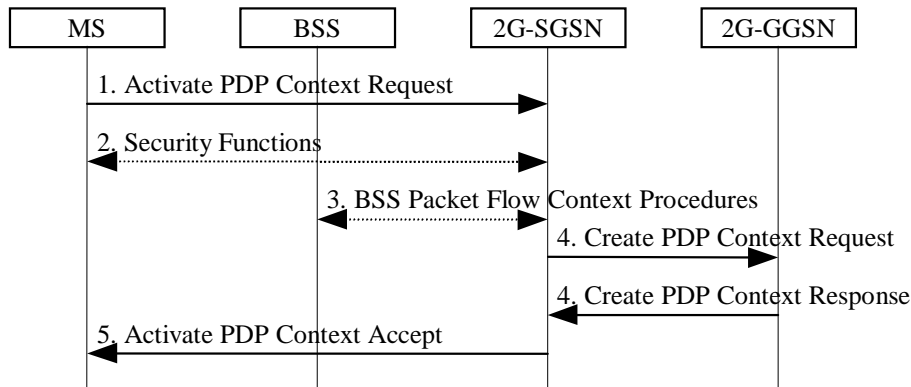 MS
BSS
2G-SGSN
2G-GGSN
1. Activate PDP Context Request
2. Security Functions
3. BSS Packet Flow Context Procedures
4. Create PDP Context Request
4. Create PDP Context Response
5. Activate PDP Context Accept